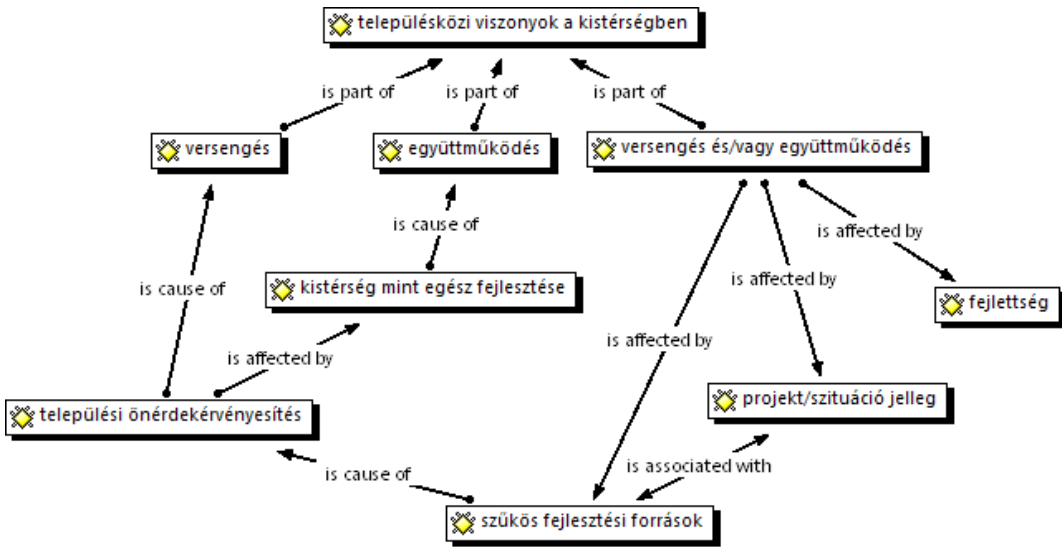 településközi viszonyok a kistérségben
is part of
is part of
is part of
versengés
együttműködés
versengés és/vagy együttműködés
is cause of
is affected by
is cause of
is affected by
kistérség mint egész fejlesztése
fejlettség
is affected by
is affected by
települési önérdekérvényesítés
projekt/szituáció jelleg
is cause of
is associated with
szűkös fejlesztési források